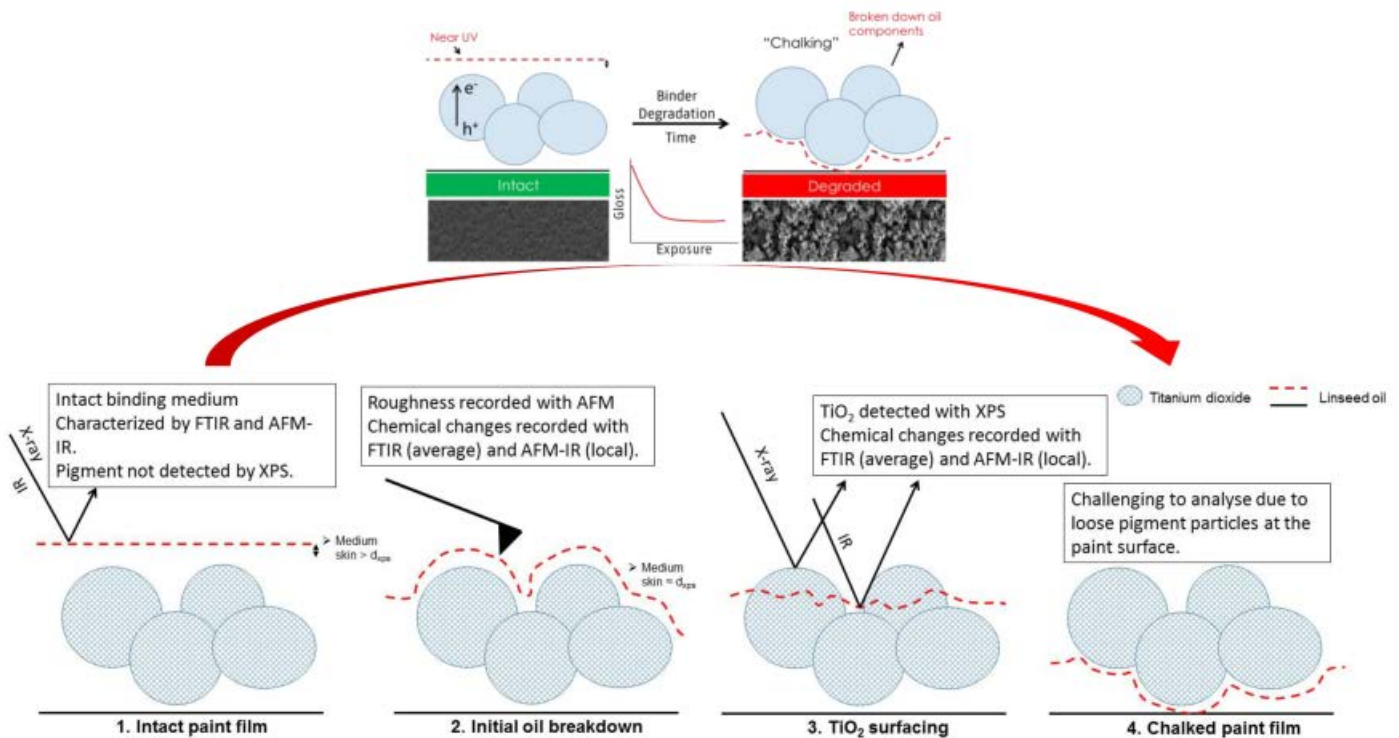 Near UV
e⁻
h⁺
Intact
Binder
Degradation
Time
Gloss
Exposure
"Chalking"
Broken down oil
components
Degraded
Intact binding medium
Characterized by FTIR and AFM-
IR.
Pigment not detected by XPS.
X-ray
IR
➢ Medium
skin > dxps
1. Intact paint film
Roughness recorded with AFM
Chemical changes recorded with
FTIR (average) and AFM-IR (local).
➢ Medium
skin = dxps
2. Initial oil breakdown
TiO₂ detected with XPS
Chemical changes recorded with
FTIR (average) and AFM-IR (local).
X-ray
IR
3. TiO₂ surfacing
Titanium dioxide
Linseed oil
Challenging to analyse due to
loose pigment particles at the
paint surface.
4. Chalked paint film